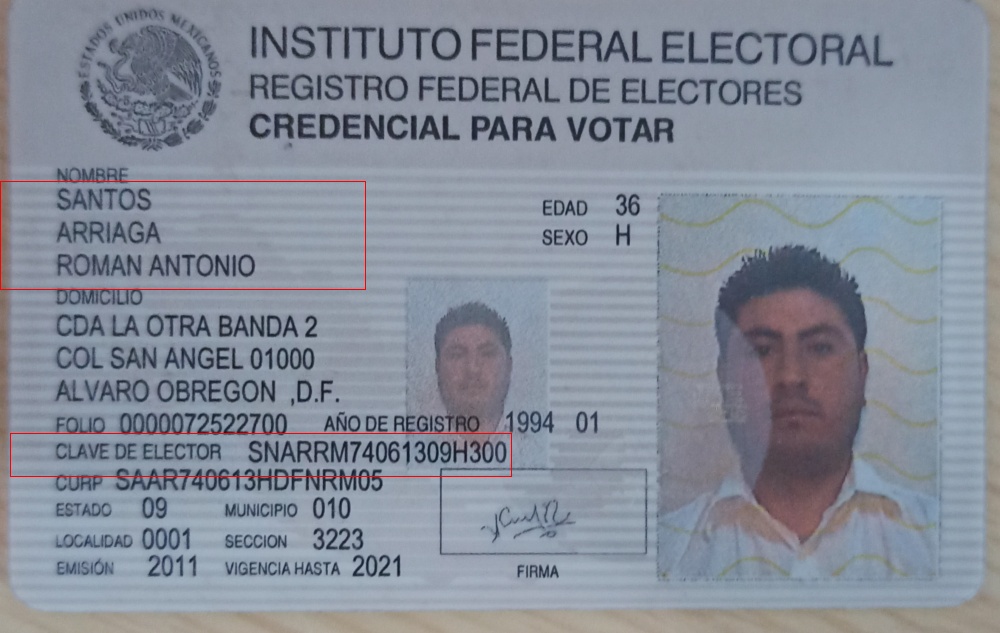 ESTADOS UNIDOS MEXICANOS
INSTITUTO FEDERAL ELECTORAL
REGISTRO FEDERAL DE ELECTORES
CREDENCIAL PARA VOTAR
NOMBRE
SANTOS
ARRIAGA
ROMAN ANTONIO
EDAD 36
SEXO H
DOMICILIO
CDA LA OTRA BANDA 2
COL SAN ANGEL 01000
ALVARO OBREGON ,D.F.
FOLIO 0000072522700 AÑO DE REGISTRO 1994 01
CLAVE DE ELECTOR SNARRM74061309H300
CURP SAAR740613HDFNRM05
ESTADO 09 MUNICIPIO 010
LOCALIDAD 0001 SECCION 3223
EMISIÓN 2011 VIGENCIA HASTA 2021
FIRMA